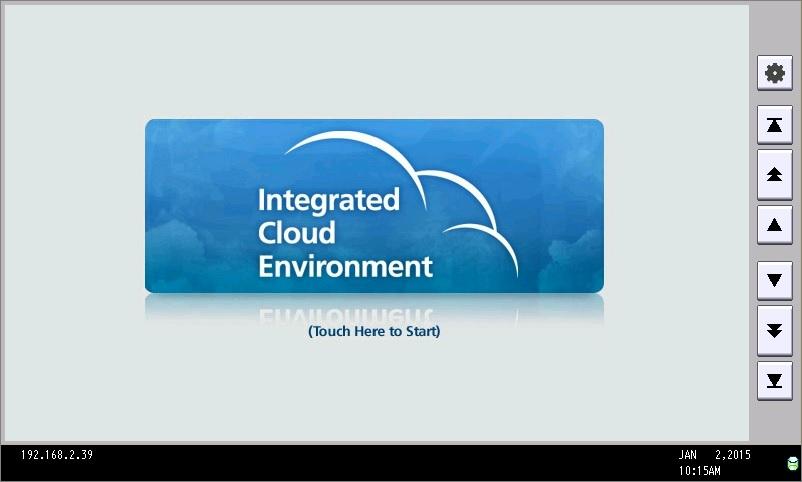 Integrated
Cloud
Environment
(Touch Here to Start)
192.168.2.39
JAN 2,2015
10:15AM